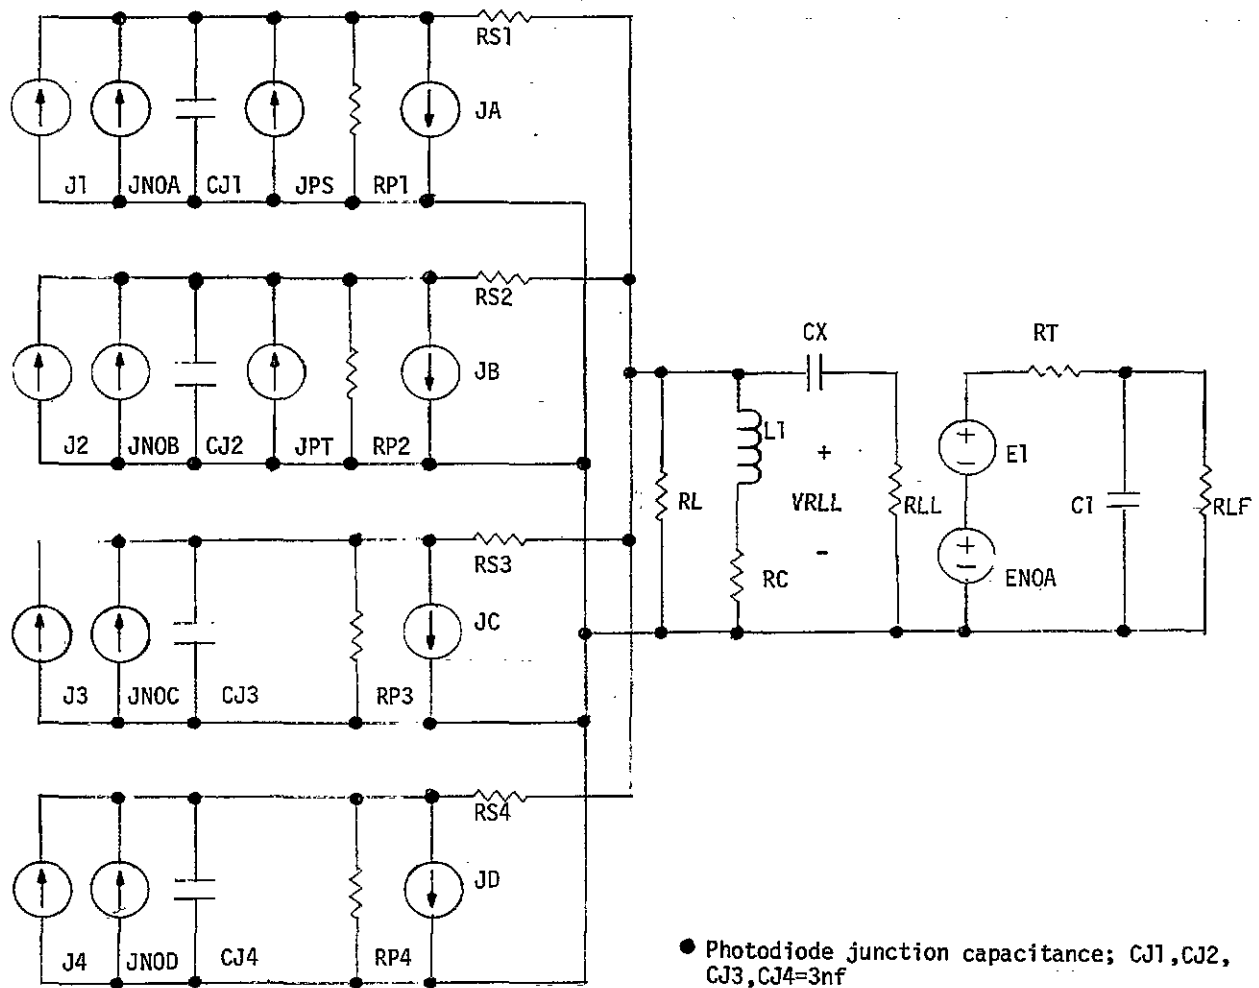 RS1
JA
J1 JNOA CJ1 JPS RP1
RS2
JB
J2 JNOB CJ2 JPT RP2
CX RT
L1
+
+
-
E1
RL VRLL RLL C1 RLF
RS3
-
+
-
RC ENOA
JC
J3 JNOC CJ3 RP3
RS4
JD
J4 JNOD CJ4 RP4
● Photodiode junction capacitance; CJ1,CJ2,
CJ3,CJ4=3nf